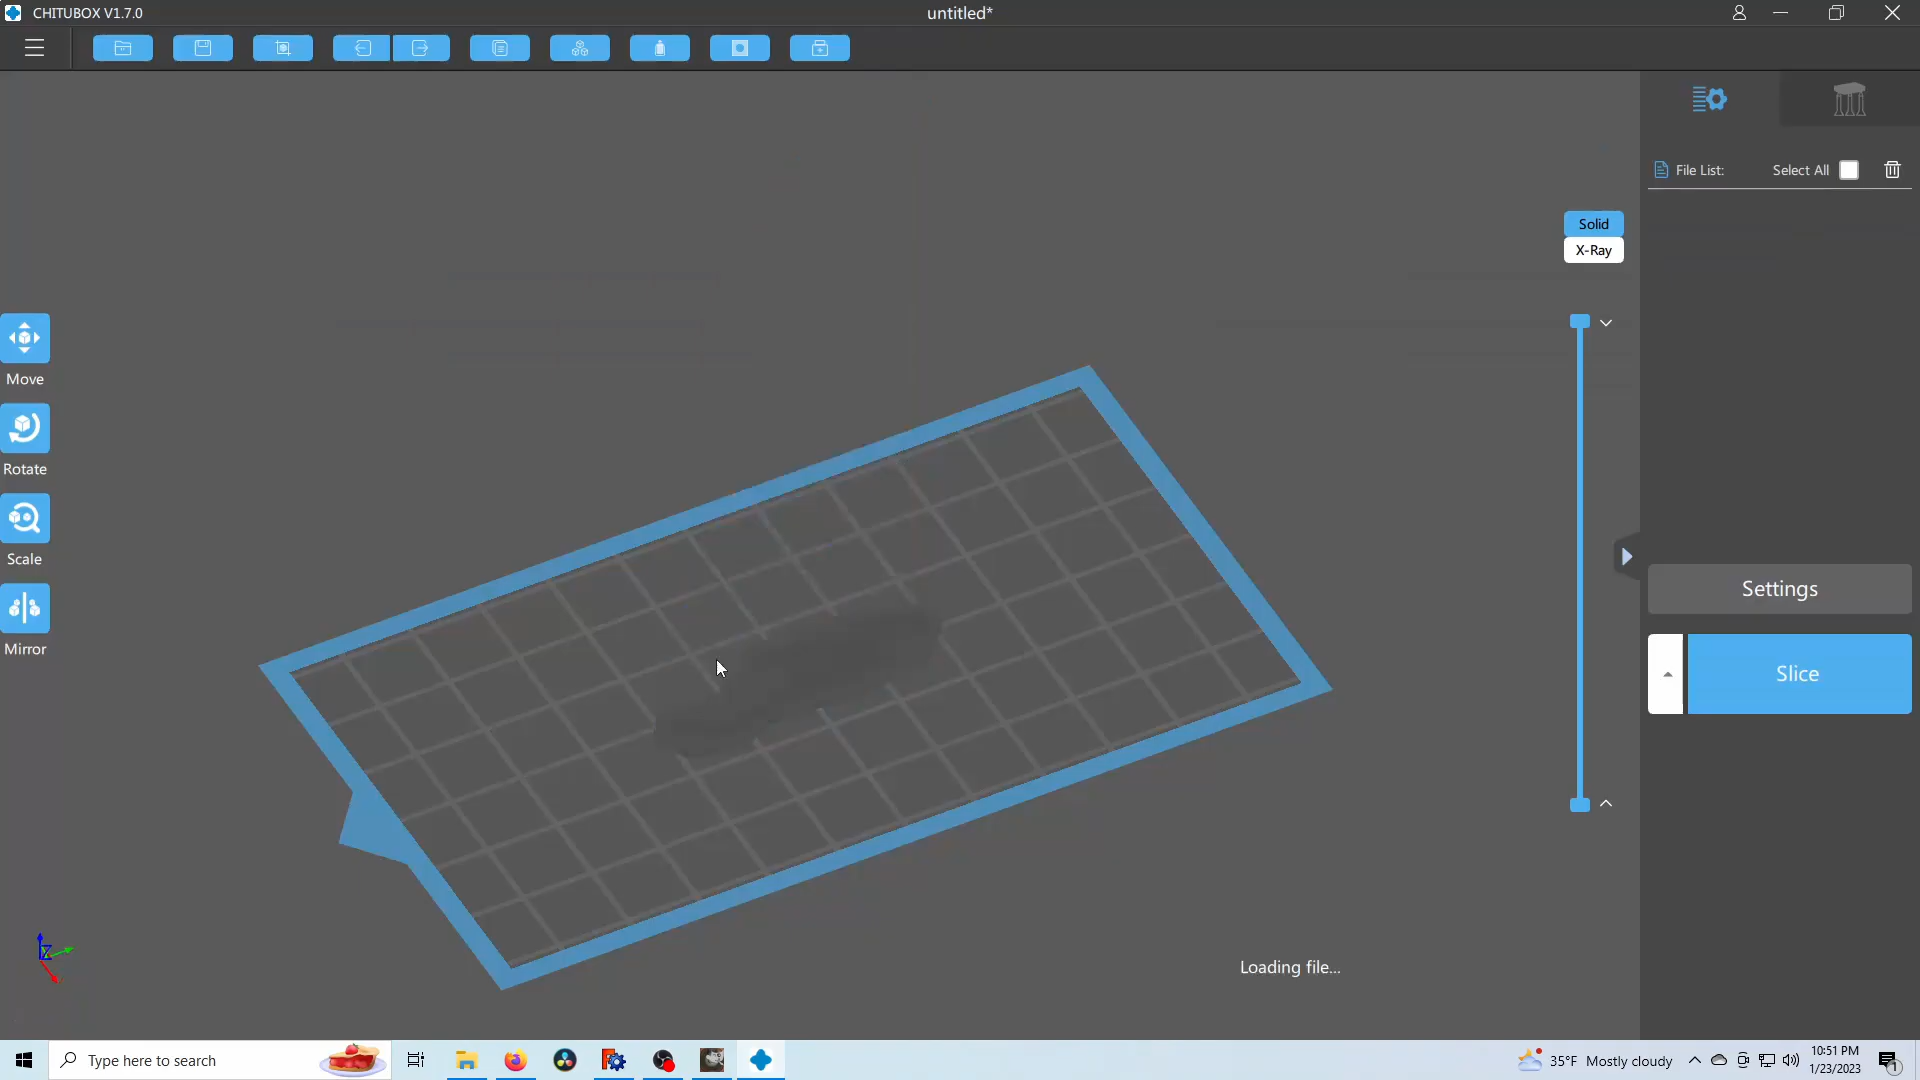 CHITUBOX V1.7.0
untitled*
File List:
Select All
Solid
X-Ray
Move
Rotate
Scale
Mirror
Settings
Slice
Z
Loading file...
Type here to search
35°F Mostly cloudy
10:51 PM
1/23/2023
1